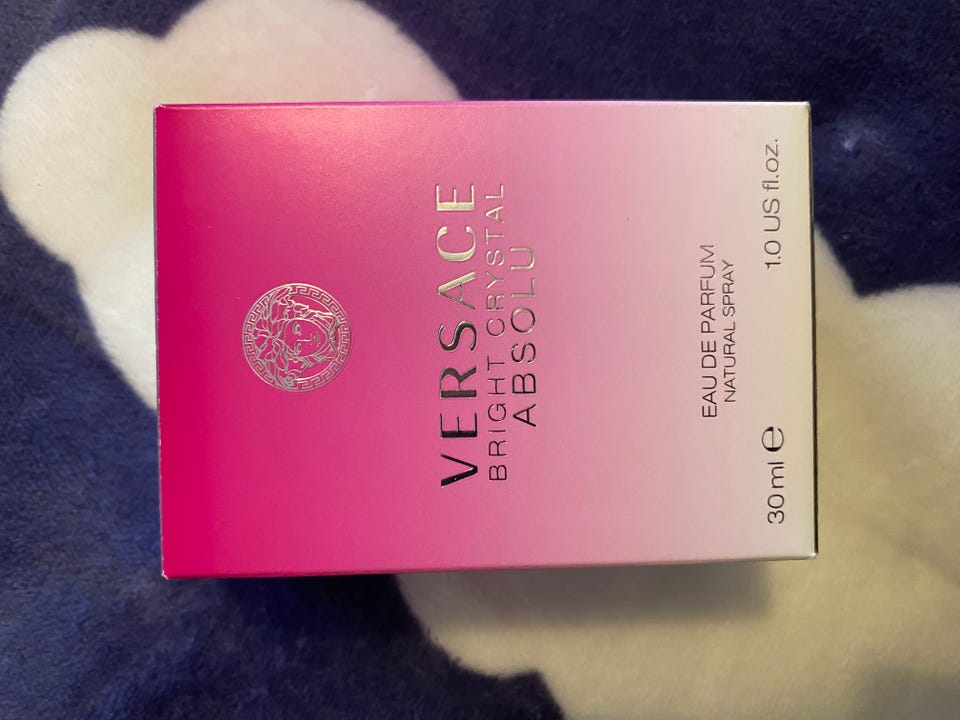 VERSACE
BRIGHT CRYSTAL
ABSOLU
EAU DE PARFUM
NATURAL SPRAY
30 ml ℮ 1.0 US fl.oz.